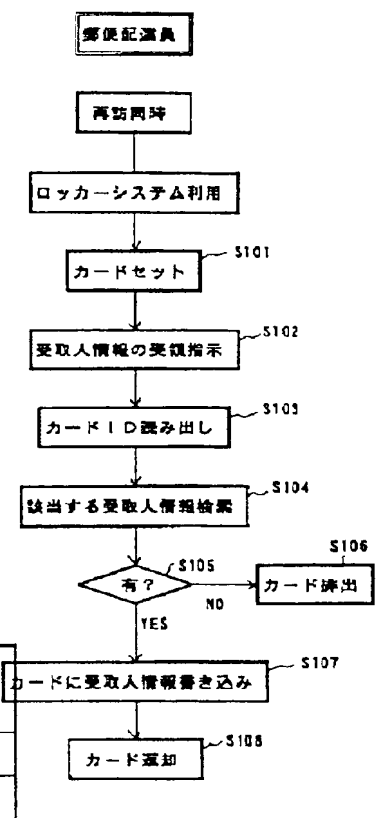 郵便配達員
再訪問時
ロッカーシステム利用
カードセット
S101
受取人情報の受領指示
S102
カードID読み出し
S103
該当する受取人情報検索
S104
有?
S105
NO
カード排出
S106
YES
カードに受取人情報書き込み
S107
カード返却
S108